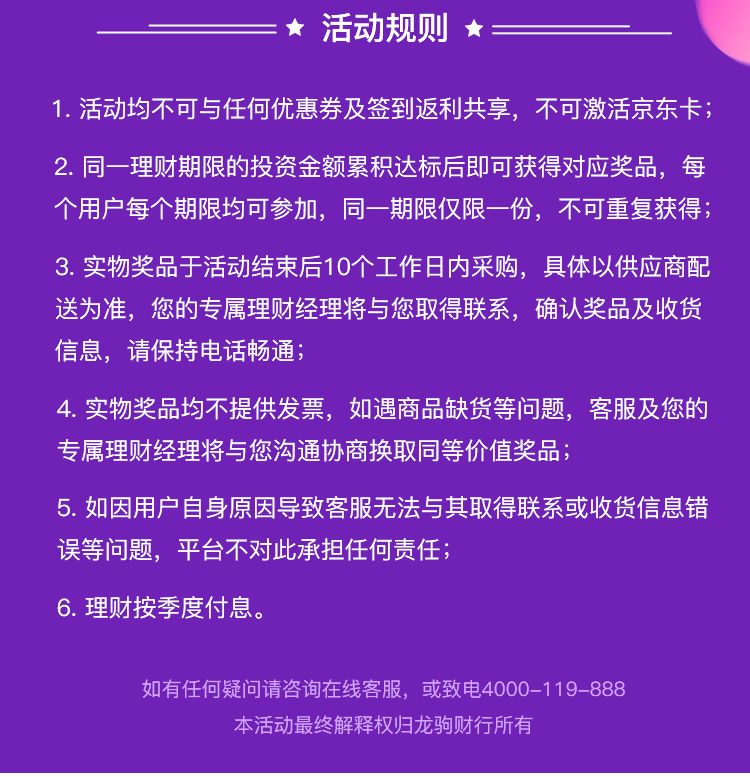 活动规则
1. 活动均不可与任何优惠券及签到返利共享，不可激活京东卡；
2. 同一理财期限的投资金额累积达标后即可获得对应奖品，每
个用户每个期限均可参加，同一期限仅限一份，不可重复获得；
3. 实物奖品于活动结束后10个工作日内采购，具体以供应商配
送为准，您的专属理财经理将与您取得联系，确认奖品及收货
信息，请保持电话畅通；
4. 实物奖品均不提供发票，如遇商品缺货等问题，客服及您的
专属理财经理将与您沟通协商换取同等价值奖品；
5. 如因用户自身原因导致客服无法与其取得联系或收货信息错
误等问题，平台不对此承担任何责任；
6. 理财按季度付息。
如有任何疑问请咨询在线客服，或致电4000-119-888
本活动最终解释权归龙驹财行所有